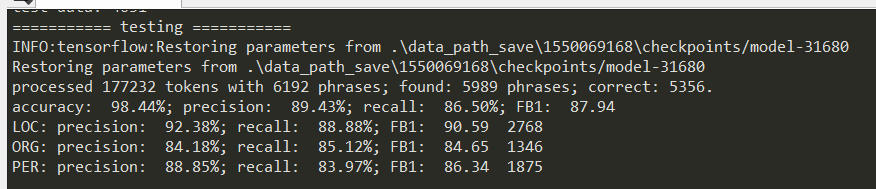 =========== testing ===========
INFO:tensorflow:Restoring parameters from .\data_path_save\1550069168\checkpoints/model-31680
Restoring parameters from .\data_path_save\1550069168\checkpoints/model-31680
processed 177232 tokens with 6192 phrases; found: 5989 phrases; correct: 5356.
accuracy:  98.44%; precision:  89.43%; recall:  86.50%; FB1:  87.94
LOC: precision:  92.38%; recall:  88.88%; FB1:  90.59  2768
ORG: precision:  84.18%; recall:  85.12%; FB1:  84.65  1346
PER: precision:  88.85%; recall:  83.97%; FB1:  86.34  1875